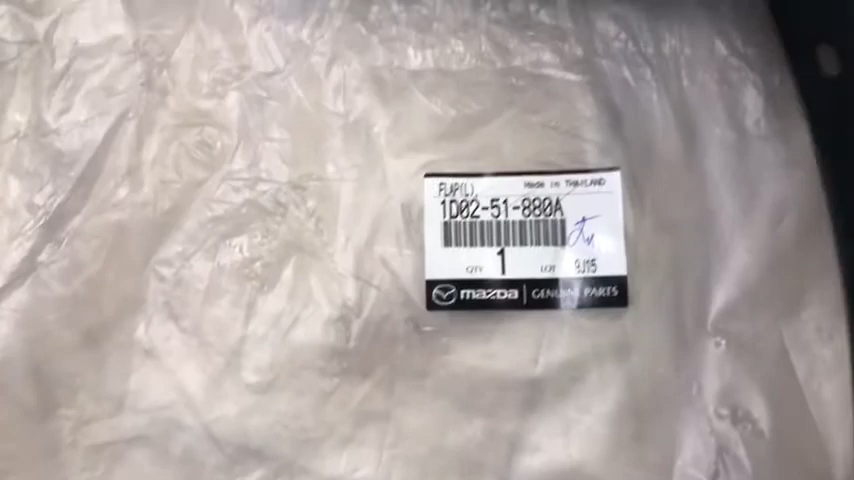 FLAP(L) Made in THAILAND
1D02-51-880A
QTY 1 LOT 9J15
mazda GENUINE PARTS